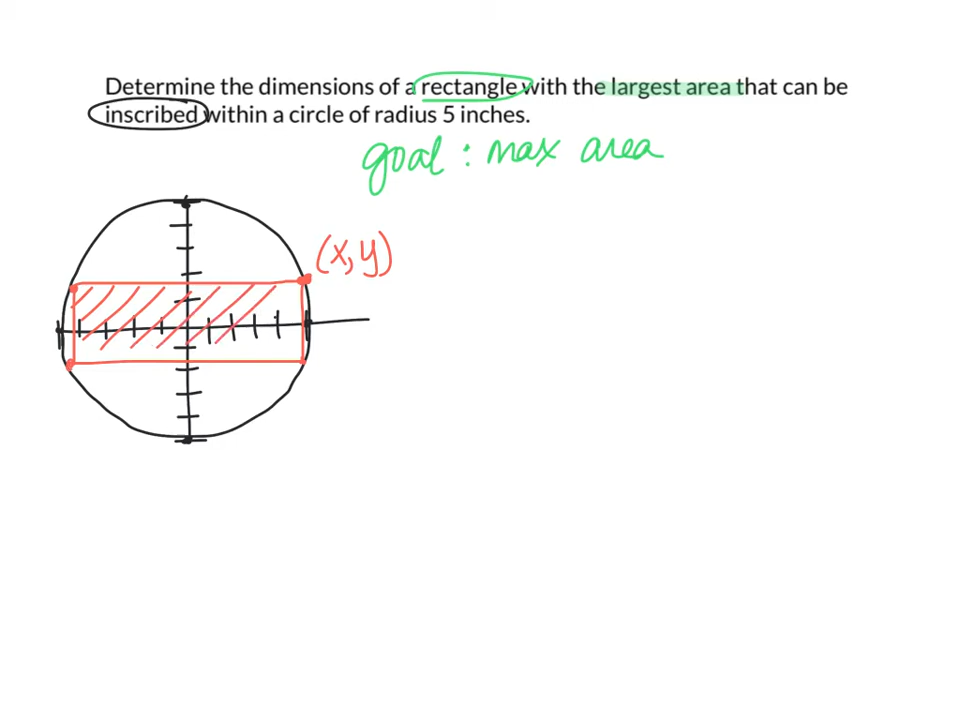 Determine the dimensions of a rectangle with the largest area that can be
inscribed within a circle of radius 5 inches.
goal : max area
(x, y)